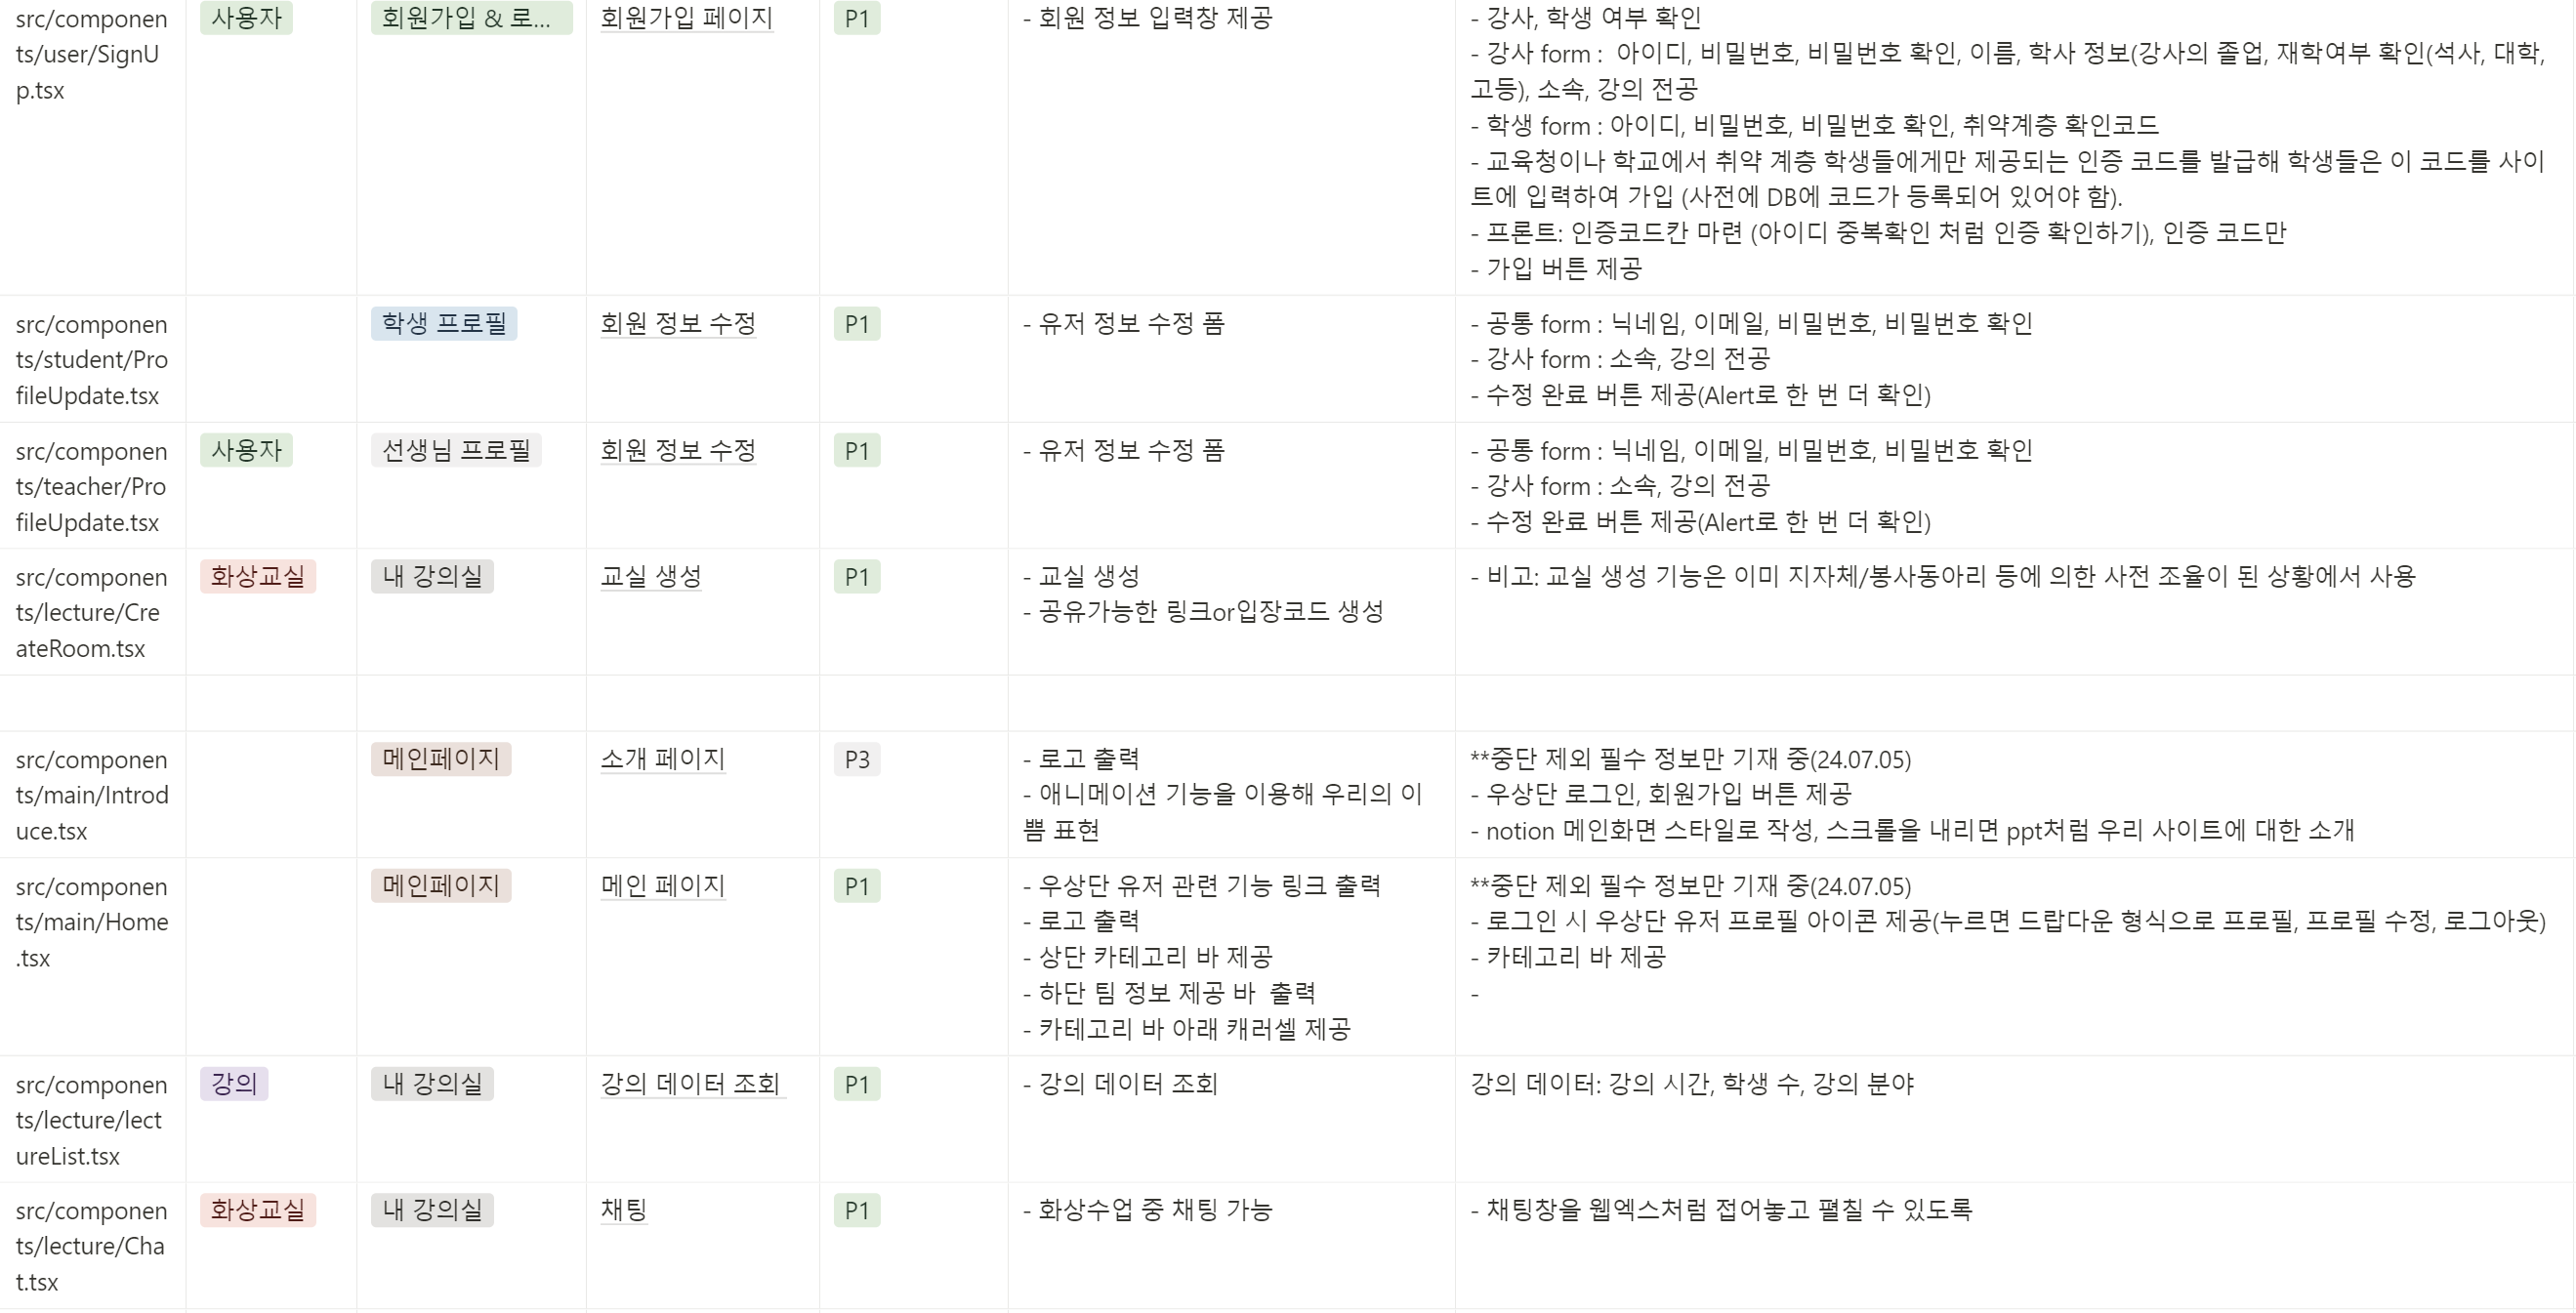 src/componen
ts/user/SignU
p.tsx
사용자
회원가입 & 로...
회원가입 페이지
P1
- 회원 정보 입력창 제공
- 강사, 학생 여부 확인
- 강사 form :  아이디, 비밀번호, 비밀번호 확인, 이름, 학사 정보(강사의 졸업, 재학여부 확인(석사, 대학,
고등), 소속, 강의 전공
- 학생 form : 아이디, 비밀번호, 비밀번호 확인, 취약계층 확인코드
- 교육청이나 학교에서 취약 계층 학생들에게만 제공되는 인증 코드를 발급해 학생들은 이 코드를 사이
트에 입력하여 가입 (사전에 DB에 코드가 등록되어 있어야 함).
- 프론트: 인증코드칸 마련 (아이디 중복확인 처럼 인증 확인하기), 인증 코드만
- 가입 버튼 제공
src/componen
ts/student/Pro
fileUpdate.tsx
학생 프로필
회원 정보 수정
P1
- 유저 정보 수정 폼
- 공통 form : 닉네임, 이메일, 비밀번호, 비밀번호 확인
- 강사 form : 소속, 강의 전공
- 수정 완료 버튼 제공(Alert로 한 번 더 확인)
src/componen
ts/teacher/Pro
fileUpdate.tsx
사용자
선생님 프로필
회원 정보 수정
P1
- 유저 정보 수정 폼
- 공통 form : 닉네임, 이메일, 비밀번호, 비밀번호 확인
- 강사 form : 소속, 강의 전공
- 수정 완료 버튼 제공(Alert로 한 번 더 확인)
src/componen
ts/lecture/Cre
ateRoom.tsx
화상교실
내 강의실
교실 생성
P1
- 교실 생성
- 공유가능한 링크or입장코드 생성
- 비고: 교실 생성 기능은 이미 지자체/봉사동아리 등에 의한 사전 조율이 된 상황에서 사용
src/componen
ts/main/Introd
uce.tsx
메인페이지
소개 페이지
P3
- 로고 출력
- 애니메이션 기능을 이용해 우리의 이
쁨 표현
**중단 제외 필수 정보만 기재 중(24.07.05)
- 우상단 로그인, 회원가입 버튼 제공
- notion 메인화면 스타일로 작성, 스크롤을 내리면 ppt처럼 우리 사이트에 대한 소개
src/componen
ts/main/Home
.tsx
메인페이지
메인 페이지
P1
- 우상단 유저 관련 기능 링크 출력
- 로고 출력
- 상단 카테고리 바 제공
- 하단 팀 정보 제공 바  출력
- 카테고리 바 아래 캐러셀 제공
**중단 제외 필수 정보만 기재 중(24.07.05)
- 로그인 시 우상단 유저 프로필 아이콘 제공(누르면 드랍다운 형식으로 프로필, 프로필 수정, 로그아웃)
- 카테고리 바 제공
-
src/componen
ts/lecture/lect
ureList.tsx
강의
내 강의실
강의 데이터 조회
P1
- 강의 데이터 조회
강의 데이터: 강의 시간, 학생 수, 강의 분야
src/componen
ts/lecture/Cha
t.tsx
화상교실
내 강의실
채팅
P1
- 화상수업 중 채팅 가능
- 채팅창을 웹엑스처럼 접어놓고 펼칠 수 있도록